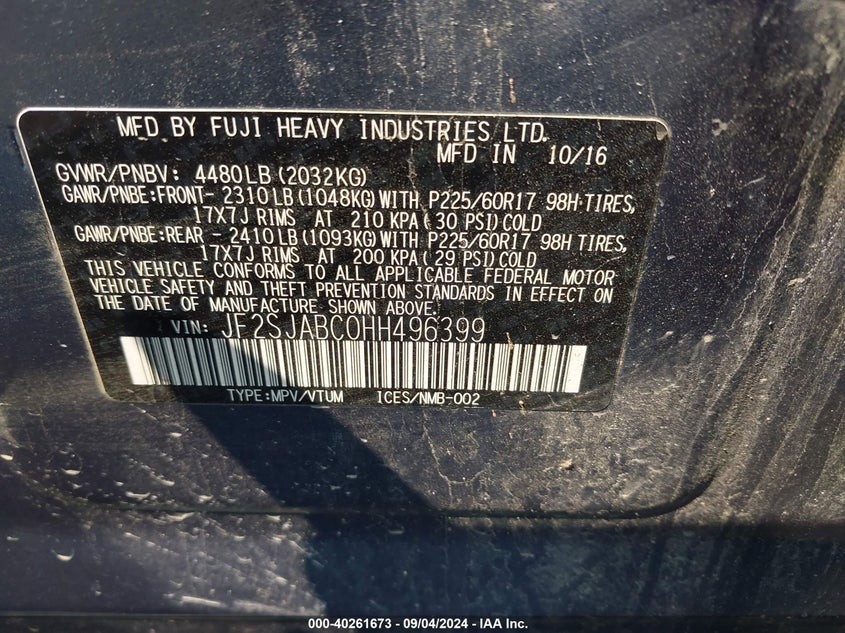 MFD BY FUJI HEAVY INDUSTRIES LTD.
MFD IN 10/16
GVWR/PNBV: 4480LB(2032KG)
GAWR/PNBE:FRONT- 2310LB(1048KG)WITH P225/60R17 98H TIRES,
17X7J RIMS AT 210 KPA(30 PSI)COLD
GAWR/PNBE:REAR - 2410LB(1093KG)WITH P225/60R17 98H TIRES,
17X7J RIMS AT 200 KPA(29 PSI)COLD
THIS VEHICLE CONFORMS TO ALL APPLICABLE FEDERAL MOTOR
VEHICLE SAFETY AND THEFT PREVENTION STANDARDS IN EFFECT ON
THE DATE OF MANUFACTURE SHOWN ABOVE.
VIN: JF2SJABC0HH496399
TYPE:MPV/VTUM ICES/NMB-002
000-40261673 - 09/04/2024 - IAA Inc.